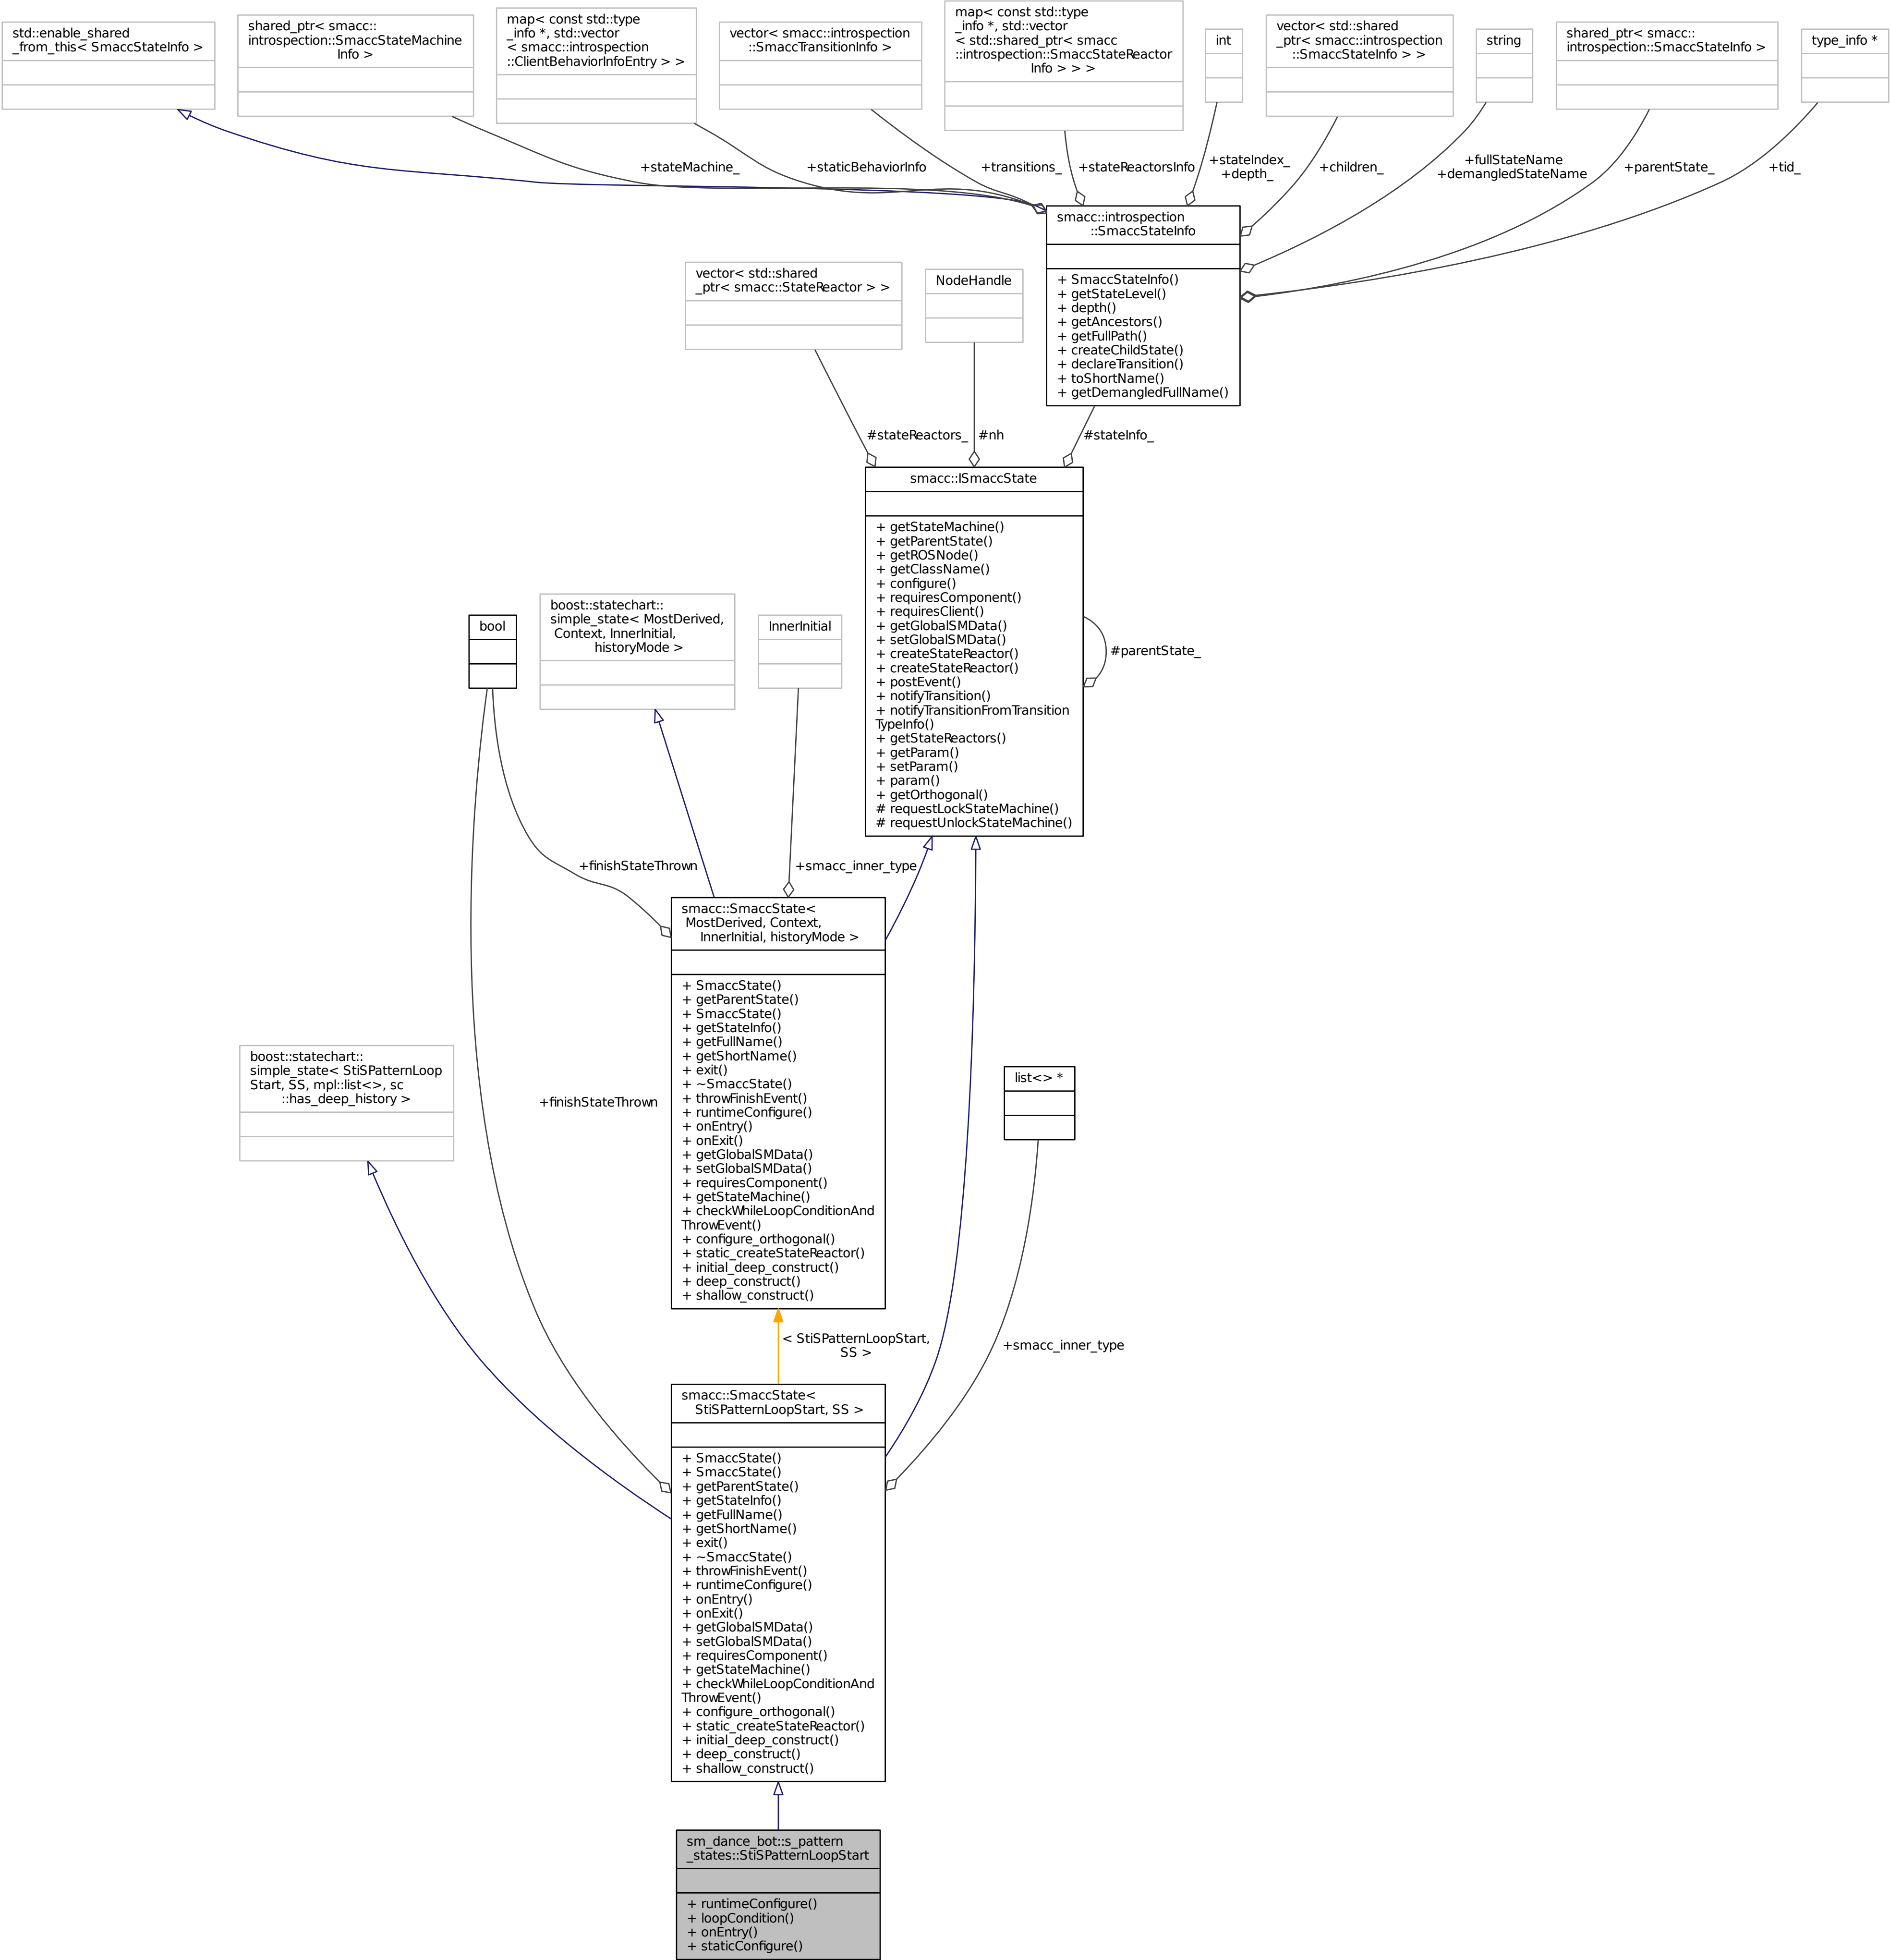 std::enable_shared
_from_this< SmaccStateInfo >
shared_ptr< smacc::
introspection::SmaccStateMachine
Info >
map< const std::type
_info *, std::vector
< smacc::introspection
::ClientBehaviorInfoEntry > >
vector< smacc::introspection
::SmaccTransitionInfo >
map< const std::type
_info *, std::vector
< std::shared_ptr< smacc
::introspection::SmaccStateReactor
Info > > >
int
vector< std::shared
_ptr< smacc::introspection
::SmaccStateInfo > >
string
shared_ptr< smacc::
introspection::SmaccStateInfo >
type_info *
+stateMachine_
+staticBehaviorInfo
+transitions_
+stateReactorsInfo
+stateIndex_
+depth_
+children_
+fullStateName
+demangledStateName
+parentState_
+tid_
smacc::introspection
::SmaccStateInfo
+ SmaccStateInfo()
+ getStateLevel()
+ depth()
+ getAncestors()
+ getFullPath()
+ createChildState()
+ declareTransition()
+ toShortName()
+ getDemangledFullName()
vector< std::shared
_ptr< smacc::StateReactor > >
NodeHandle
#stateReactors_
#nh
#stateInfo_
smacc::ISmaccState
+ getStateMachine()
+ getParentState()
+ getROSNode()
+ getClassName()
+ configure()
+ requiresComponent()
+ requiresClient()
+ getGlobalSMData()
+ setGlobalSMData()
+ createStateReactor()
+ createStateReactor()
+ postEvent()
+ notifyTransition()
+ notifyTransitionFromTransition
TypeInfo()
+ getStateReactors()
+ getParam()
+ setParam()
+ param()
+ getOrthogonal()
# requestLockStateMachine()
# requestUnlockStateMachine()
#parentState_
bool
boost::statechart::
simple_state< MostDerived,
Context, InnerInitial,
historyMode >
InnerInitial
+finishStateThrown
+smacc_inner_type
smacc::SmaccState<
MostDerived, Context,
InnerInitial, historyMode >
+ SmaccState()
+ getParentState()
+ SmaccState()
+ getStateInfo()
+ getFullName()
+ getShortName()
+ exit()
+ ~SmaccState()
+ throwFinishEvent()
+ runtimeConfigure()
+ onEntry()
+ onExit()
+ getGlobalSMData()
+ setGlobalSMData()
+ requiresComponent()
+ getStateMachine()
+ checkWhileLoopConditionAnd
ThrowEvent()
+ configure_orthogonal()
+ static_createStateReactor()
+ initial_deep_construct()
+ deep_construct()
+ shallow_construct()
boost::statechart::
simple_state< StiSPatternLoop
Start, SS, mpl::list<>, sc
::has_deep_history >
+finishStateThrown
list<> *
< StiSPatternLoopStart,
SS >
+smacc_inner_type
smacc::SmaccState<
StiSPatternLoopStart, SS >
+ SmaccState()
+ SmaccState()
+ getParentState()
+ getStateInfo()
+ getFullName()
+ getShortName()
+ exit()
+ ~SmaccState()
+ throwFinishEvent()
+ runtimeConfigure()
+ onEntry()
+ onExit()
+ getGlobalSMData()
+ setGlobalSMData()
+ requiresComponent()
+ getStateMachine()
+ checkWhileLoopConditionAnd
ThrowEvent()
+ configure_orthogonal()
+ static_createStateReactor()
+ initial_deep_construct()
+ deep_construct()
+ shallow_construct()
sm_dance_bot::s_pattern
_states::StiSPatternLoopStart
+ runtimeConfigure()
+ loopCondition()
+ onEntry()
+ staticConfigure()